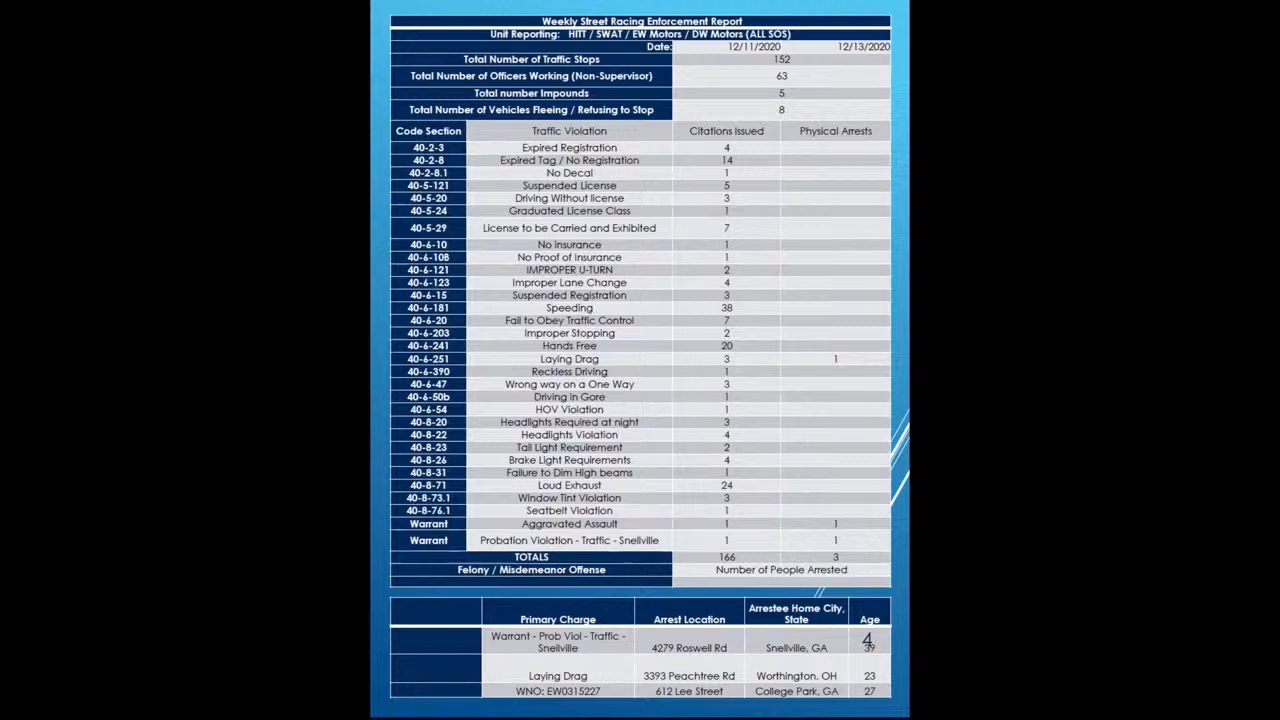 Weekly Street Racing Enforcement Report
Unit Reporting: HITT / SWAT / EW Motors / DW Motors (ALL SOS)
Date: 12/11/2020 12/13/2020
Total Number of Traffic Stops 152
Total Number of Officers Working (Non-Supervisor) 63
Total number Impounds 5
Total Number of Vehicles Fleeing / Refusing to Stop 8
Code Section Traffic Violation Citations Issued Physical Arrests
40-2-3 Expired Registration 4
40-2-8 Expired Tag / No Registration 14
40-2-8.1 No Decal 1
40-5-121 Suspended License 5
40-5-20 Driving Without license 3
40-5-24 Graduated License Class 1
40-5-29 License to be Carried and Exhibited 7
40-6-10 No insurance 1
40-6-10B No Proof of Insurance 1
40-6-121 IMPROPER U-TURN 2
40-6-123 Improper Lane Change 4
40-6-15 Suspended Registration 3
40-6-181 Speeding 38
40-6-20 Fail to Obey Traffic Control 7
40-6-203 Improper Stopping 2
40-6-241 Hands Free 20
40-6-251 Laying Drag 3 1
40-6-390 Reckless Driving 1
40-6-47 Wrong way on a One Way 3
40-6-50b Driving in Gore 1
40-6-54 HOV Violation 1
40-8-20 Headlights Required at night 3
40-8-22 Headlights Violation 4
40-8-23 Tail Light Requirement 2
40-8-26 Brake Light Requirements 4
40-8-31 Failure to Dim High beams 1
40-8-71 Loud Exhaust 24
40-8-73.1 Window Tint Violation 3
40-8-76.1 Seatbelt Violation 1
Warrant Aggravated Assault 1 1
Warrant Probation Violation - Traffic - Snellville 1 1
TOTALS 166 3
Felony / Misdemeanor Offense Number of People Arrested
Primary Charge Arrest Location Arrestee Home City, State Age
4
Warrant - Prob Viol - Traffic -
Snellville 4279 Roswell Rd Snellville, GA 39
Laying Drag 3393 Peachtree Rd Worthington, OH 23
WNO: EW0315227 612 Lee Street College Park, GA 27